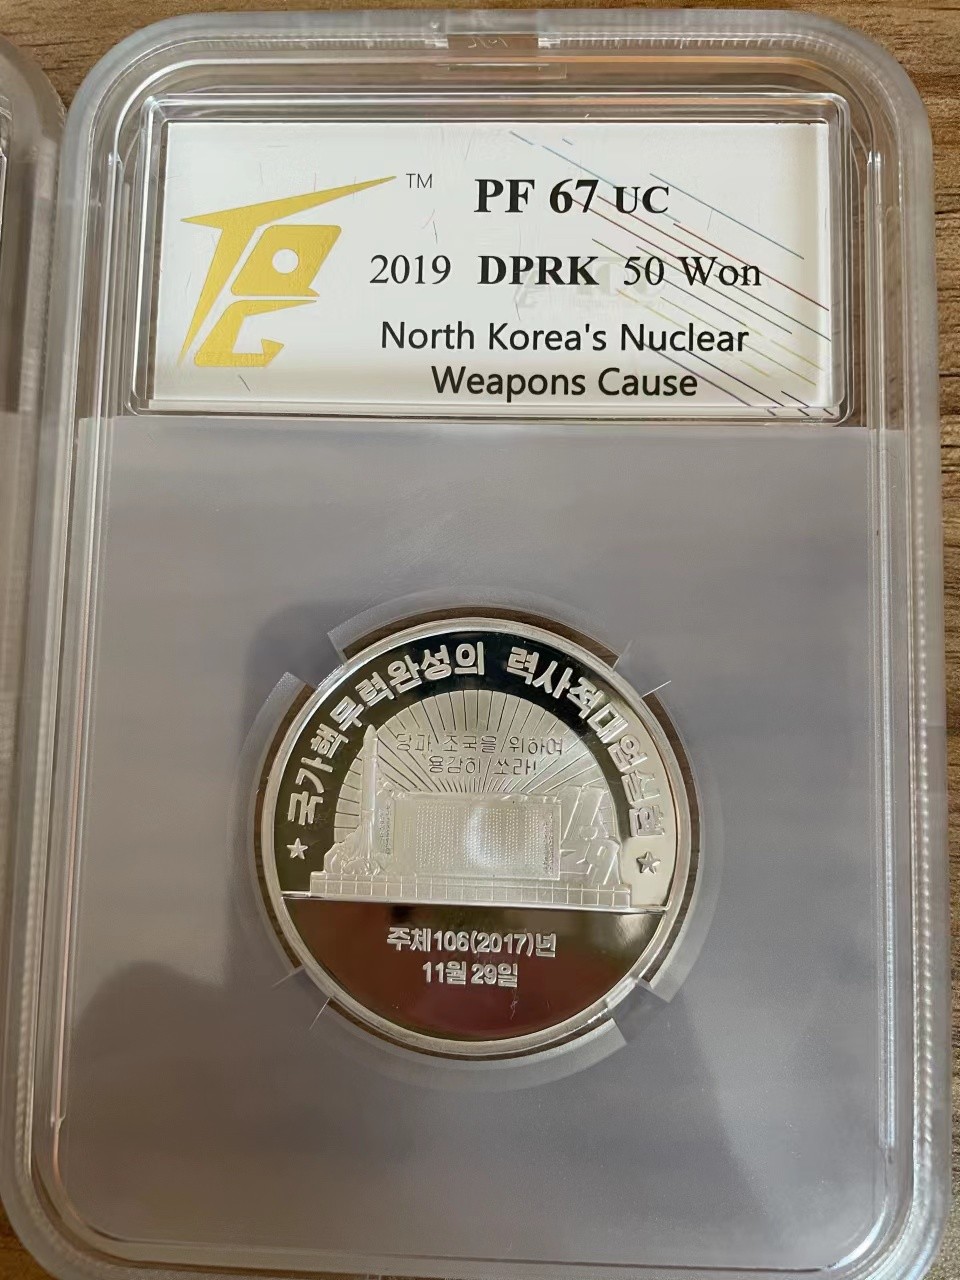 TM
PF 67 UC
2019 DPRK 50 Won
North Korea's Nuclear
Weapons Cause
국가핵무력완성의 력사적대업실현
당과 조국을 위하여
용감히 쏘라!
주체106(2017)년
11월 29일